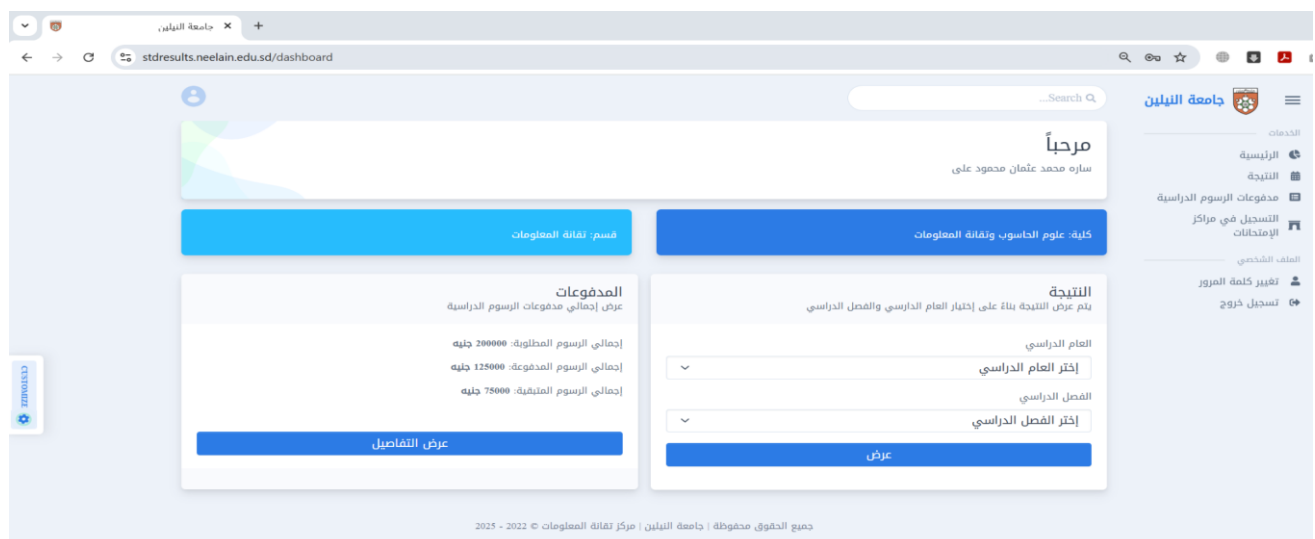 جامعة النيلين
stdresults.neelain.edu.sd/dashboard
جامعة النيلين
الخدمات
الرئيسية
النتيجة
مدفوعات الرسوم الدراسية
التسجيل في مراكز
الإمتحانات
الملف الشخصي
تغيير كلمة المرور
تسجيل خروج
Search...
مرحباً
ساره محمد عثمان محمود على
كلية: علوم الحاسوب وتقانة المعلومات
قسم: تقانة المعلومات
النتيجة
يتم عرض النتيجة بناءً على إختيار العام الدارسي والفصل الدراسي
العام الدراسي
إختر العام الدراسي
الفصل الدراسي
إختر الفصل الدراسي
عرض
المدفوعات
عرض إجمالي مدفوعات الرسوم الدراسية
إجمالي الرسوم المطلوبة: 200000 جنيه
إجمالي الرسوم المدفوعة: 125000 جنيه
إجمالي الرسوم المتبقية: 75000 جنيه
عرض التفاصيل
CUSTOMIZE
جميع الحقوق محفوظة | جامعة النيلين | مركز تقانة المعلومات © 2022 - 2025